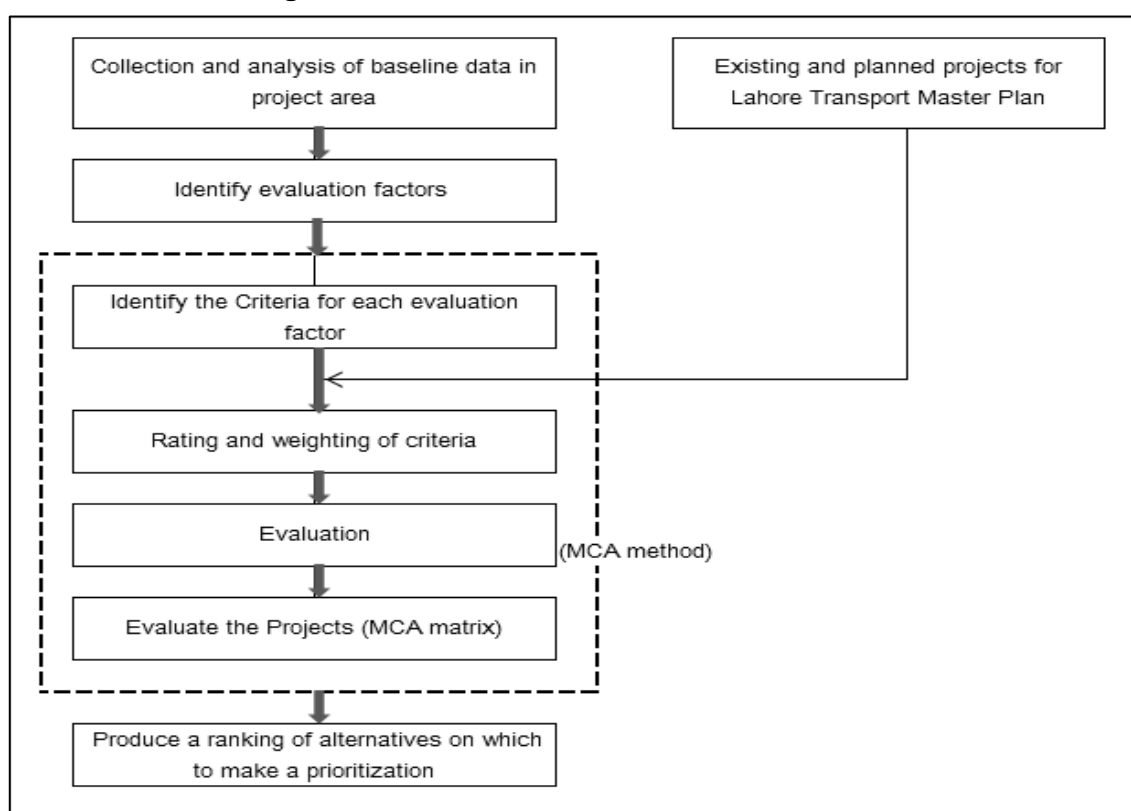 Collection and analysis of baseline data in
project area
Existing and planned projects for
Lahore Transport Master Plan
Identify evaluation factors
Identify the Criteria for each evaluation
factor
Rating and weighting of criteria
Evaluation
(MCA method)
Evaluate the Projects (MCA matrix)
Produce a ranking of alternatives on which
to make a prioritization